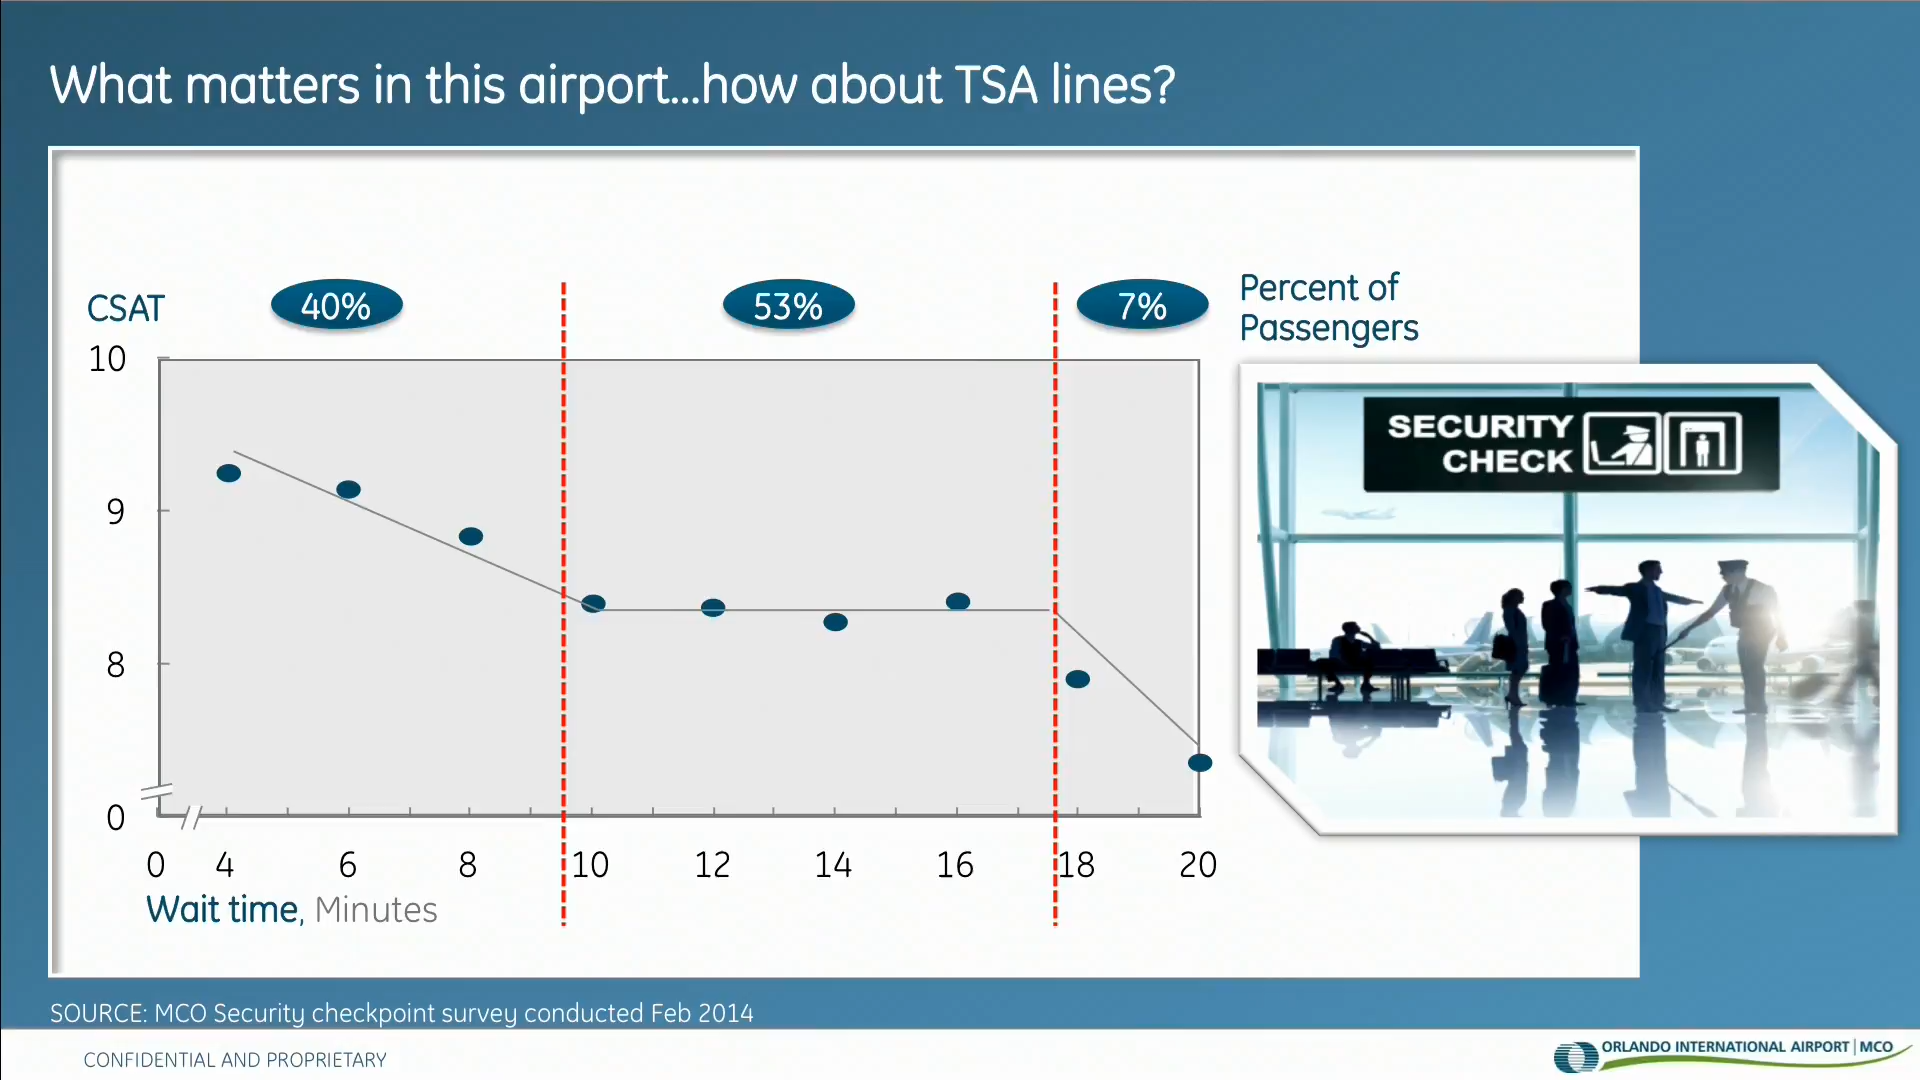 What matters in this airport...how about TSA lines?
CSAT
40%
53%
7%
Percent of
Passengers
10
9
8
0
0 4 6 8 10 12 14 16 18 20
Wait time, Minutes
SECURITY
CHECK
SOURCE: MCO Security checkpoint survey conducted Feb 2014
CONFIDENTIAL AND PROPRIETARY
ORLANDO INTERNATIONAL AIRPORT | MCO